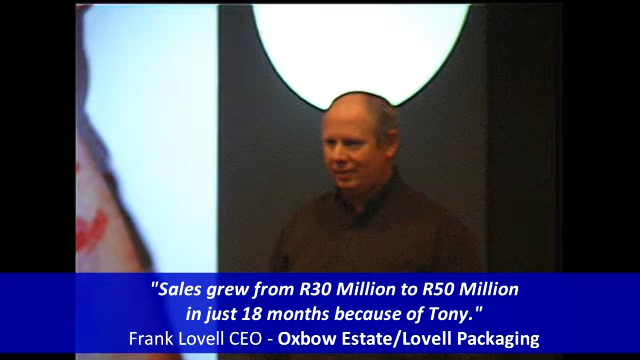 "Sales grew from R30 Million to R50 Million
in just 18 months because of Tony."
Frank Lovell CEO - Oxbow Estate/Lovell Packaging